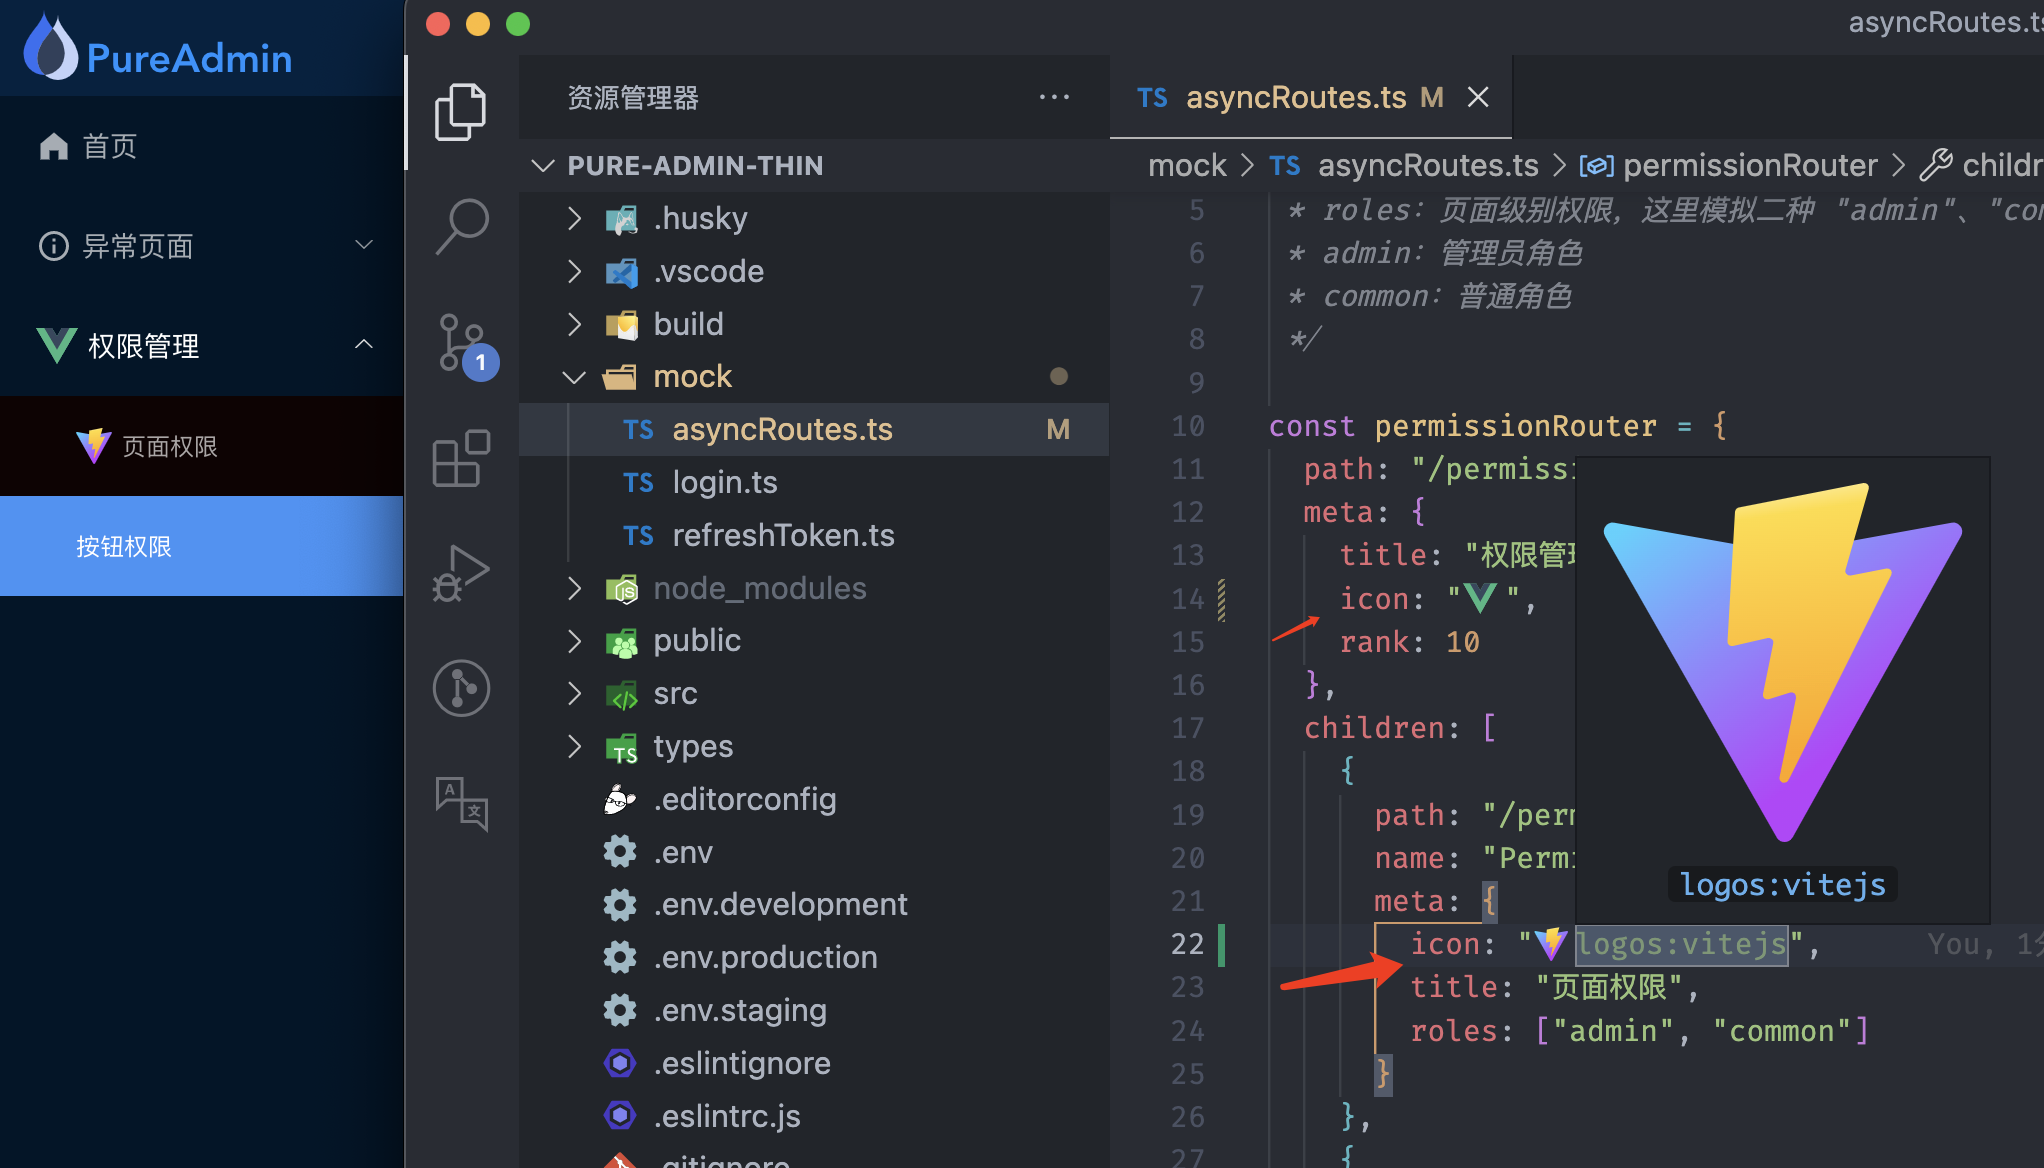 PureAdmin
首页
异常页面
权限管理
页面权限
按钮权限
asyncRoutes.ts
资源管理器
PURE-ADMIN-THIN
.husky
.vscode
build
mock
TS asyncRoutes.ts M
TS login.ts
TS refreshToken.ts
node_modules
public
src
types
.editorconfig
.env
.env.development
.env.production
.env.staging
.eslintignore
.eslintrc.js
.gitignore
1
TS asyncRoutes.ts M
mock > TS asyncRoutes.ts > permissionRouter > childr
5 * roles: 页面级别权限, 这里模拟二种 "admin"、"com
6 * admin: 管理员角色
7 * common: 普通角色
8 */
9
10 const permissionRouter = {
11 path: "/permissi
12 meta: {
13 title: "权限管理
14 icon: "",
15 rank: 10
16 },
17 children: [
18 {
19 path: "/perm
20 name: "Permi
21 meta: {
22 icon: "logos:vitejs", You, 1分
23 title: "页面权限",
24 roles: ["admin", "common"]
25 }
26 },
27 {
logos:vitejs